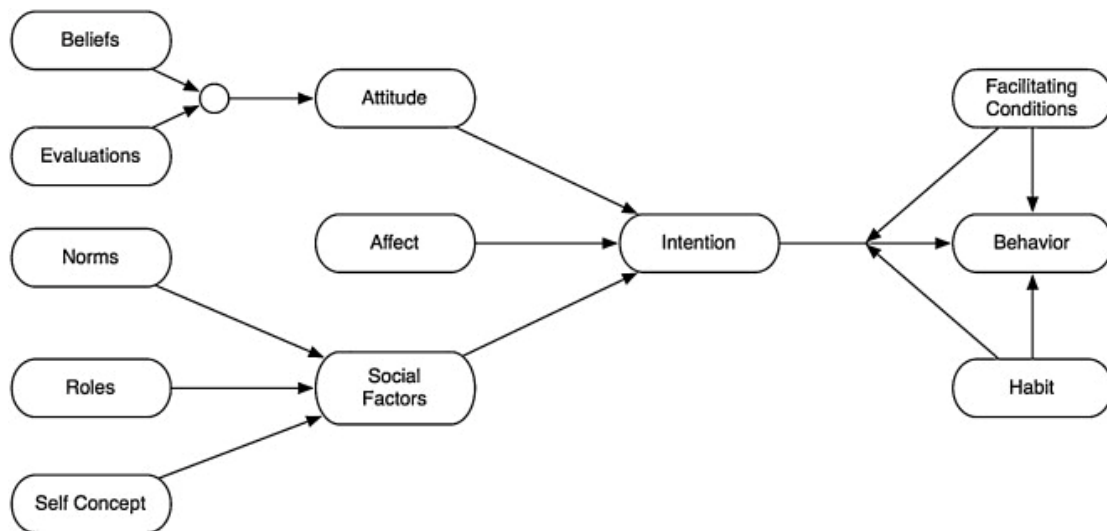 Beliefs
Evaluations
Norms
Roles
Self Concept
Attitude
Affect
Social
Factors
Intention
Facilitating
Conditions
Behavior
Habit